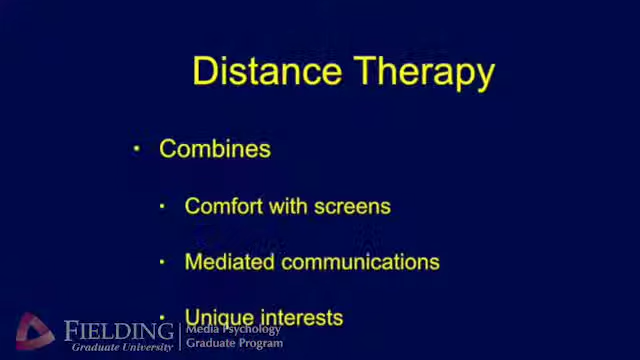 Distance Therapy
• Combines
• Comfort with screens
• Mediated communications
• Unique interests
FIELDING
Graduate University
Media Psychology
Graduate Program